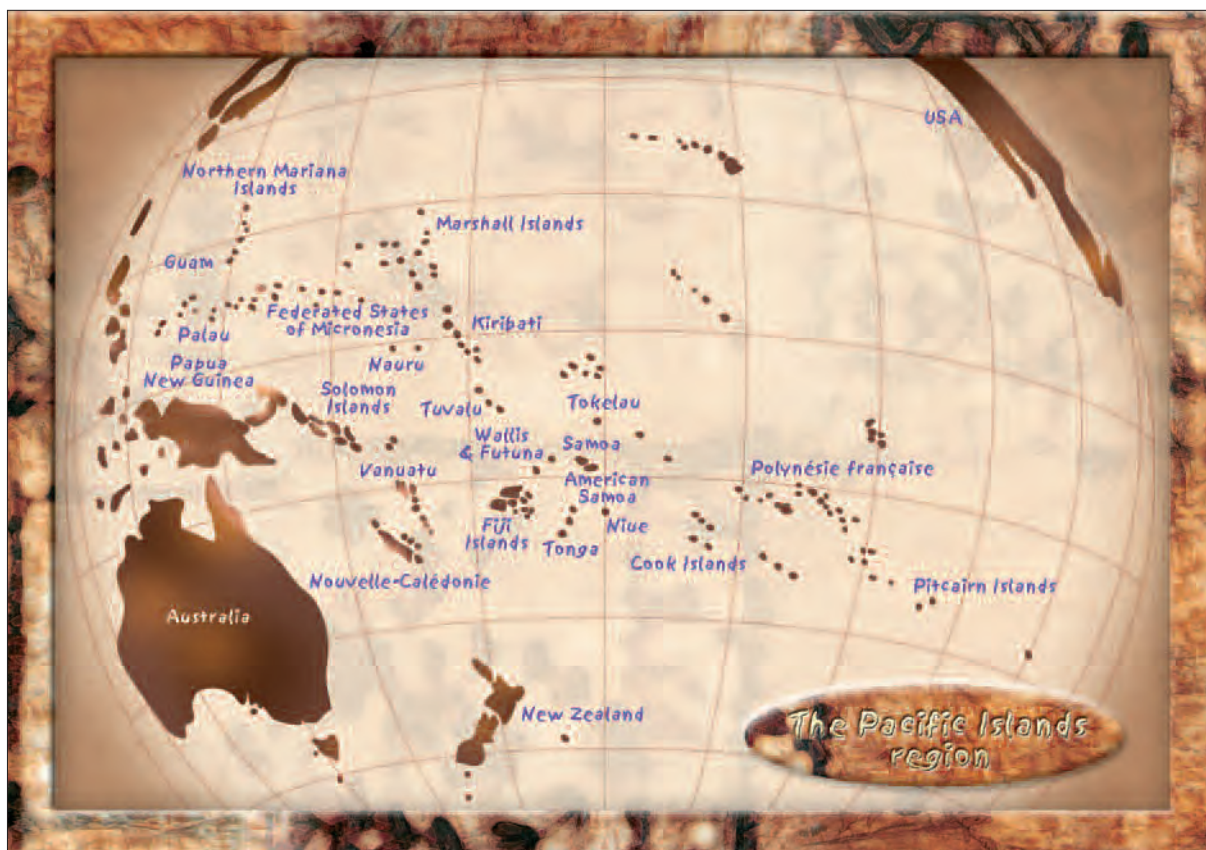 USA
Northern Mariana
Islands
Marshall Islands
Guam
Federated States
of Micronesia
Palau
Kiribati
Nauru
Papua
New Guinea
Solomon
Islands
Tuvalu
Tokelau
Wallis
& Futuna
Samoa
Vanuatu
Polynésie française
American
Samoa
Fiji
Islands
Niue
Tonga
Cook Islands
Nouvelle-Calédonie
Pitcairn Islands
Australia
New Zealand
The Pacific Islands
region